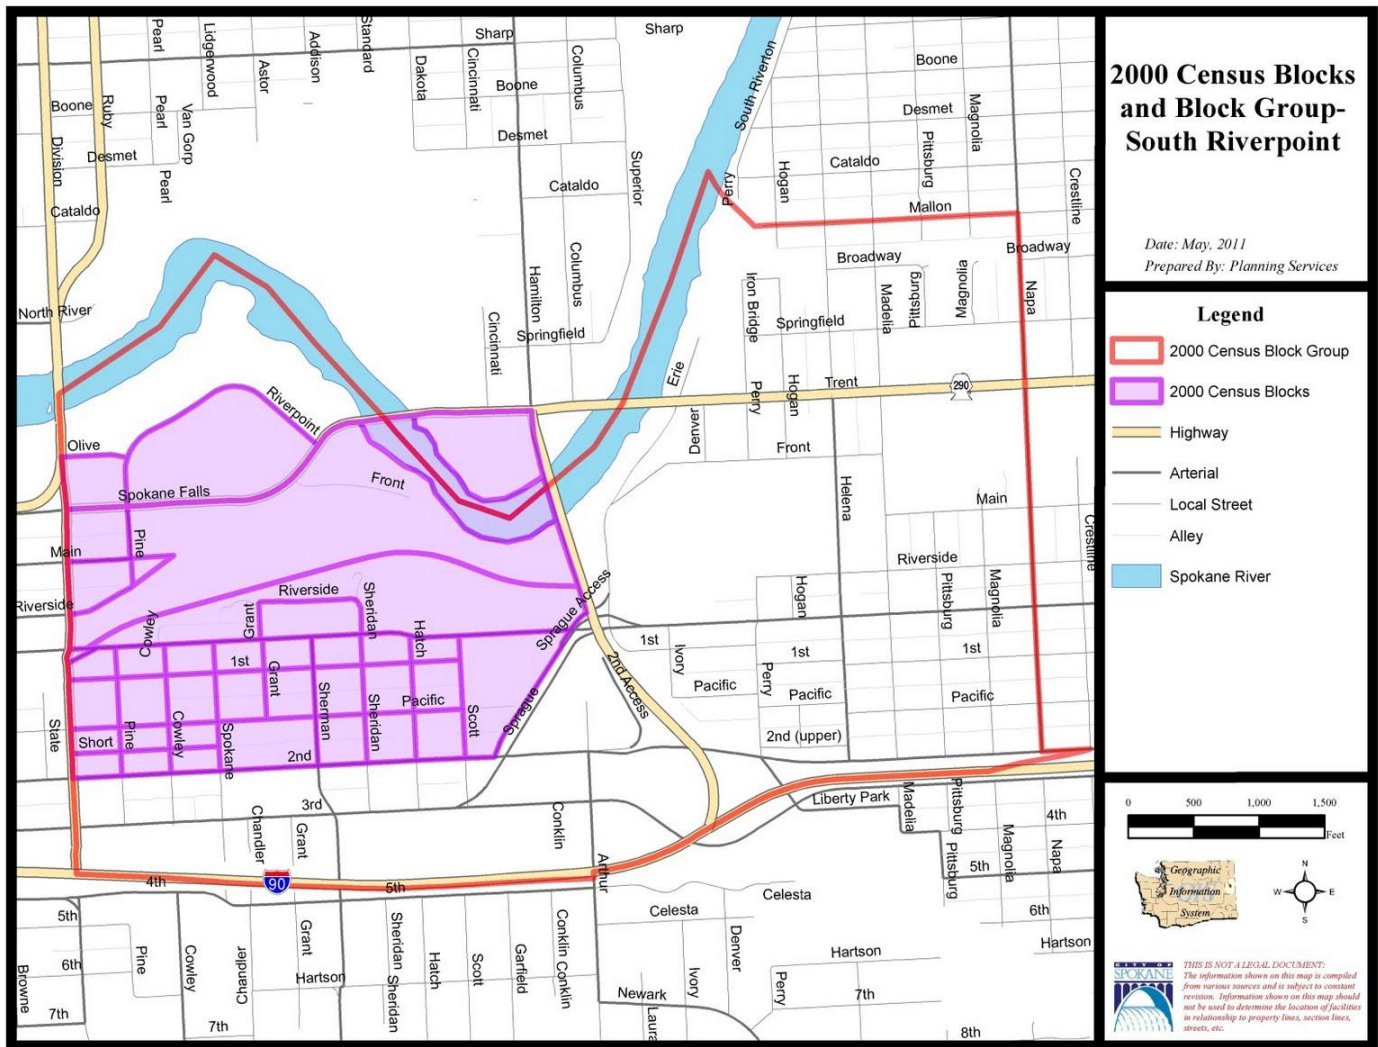 Pearl
Lidgerwood
Astor
Addison
Standard
Dakota
Sharp
Cincinnati
Boone
Columbus
Desmet
Sharp
South Riverton
Boone
Desmet
Magnolia
Pittsburg
Cataldo
Hogan
Perry
Mallon
Crestline
Boone
Ruby
Pearl
Van Gorp
Division
Desmet
Pearl
Cataldo
Superior
Cataldo
Columbus
Hamilton
Broadway
Broadway
Iron Bridge
Madelia
Pittsburg
Magnolia
Napa
North River
Cincinnati
Springfield
Springfield
Erie
Trent
290
Riverpoint
Perry
Hogan
Denver
Front
Olive
Spokane Falls
Front
Helena
Main
Crestline
Main
Pine
Riverside
Riverside
Riverside
Cowley
Grant
Sheridan
Hatch
Sprague Access
Hogan
Pittsburg
Magnolia
1st
Grant
1st
Ivory
1st
1st
2nd Access
Perry
Pacific
Pacific
Pacific
Pacific
State
Short
Pine
Cowley
Spokane
Sherman
Sheridan
Scott
Sprague
2nd
2nd (upper)
3rd
Chandler
Grant
Conklin
Liberty Park
Madelia
Pittsburg
4th
Magnolia
Napa
Pittsburg
5th
4th
90
5th
Arthur
Celesta
Celesta
6th
5th
Pine
Cowley
Chandler
Grant
Sheridan
Sheridan
Hatch
Scott
Garfield
Conklin
Conklin
Denver
Hartson
Hartson
6th
Browne
Hartson
Ivory
Perry
7th
Newark
Laura
7th
7th
8th
2000 Census Blocks
and Block Group-
South Riverpoint
Date: May, 2011
Prepared By: Planning Services
Legend
2000 Census Block Group
2000 Census Blocks
Highway
Arterial
Local Street
Alley
Spokane River
0 500 1,000 1,500
Feet
Geographic
Information
System
GIS
N
W E
S
CITY OF
SPOKANE
THIS IS NOT A LEGAL DOCUMENT:
The information shown on this map is compiled
from various sources and is subject to constant
revision. Information shown on this map should
not be used to determine the location of facilities
in relationship to property lines, section lines,
streets, etc.